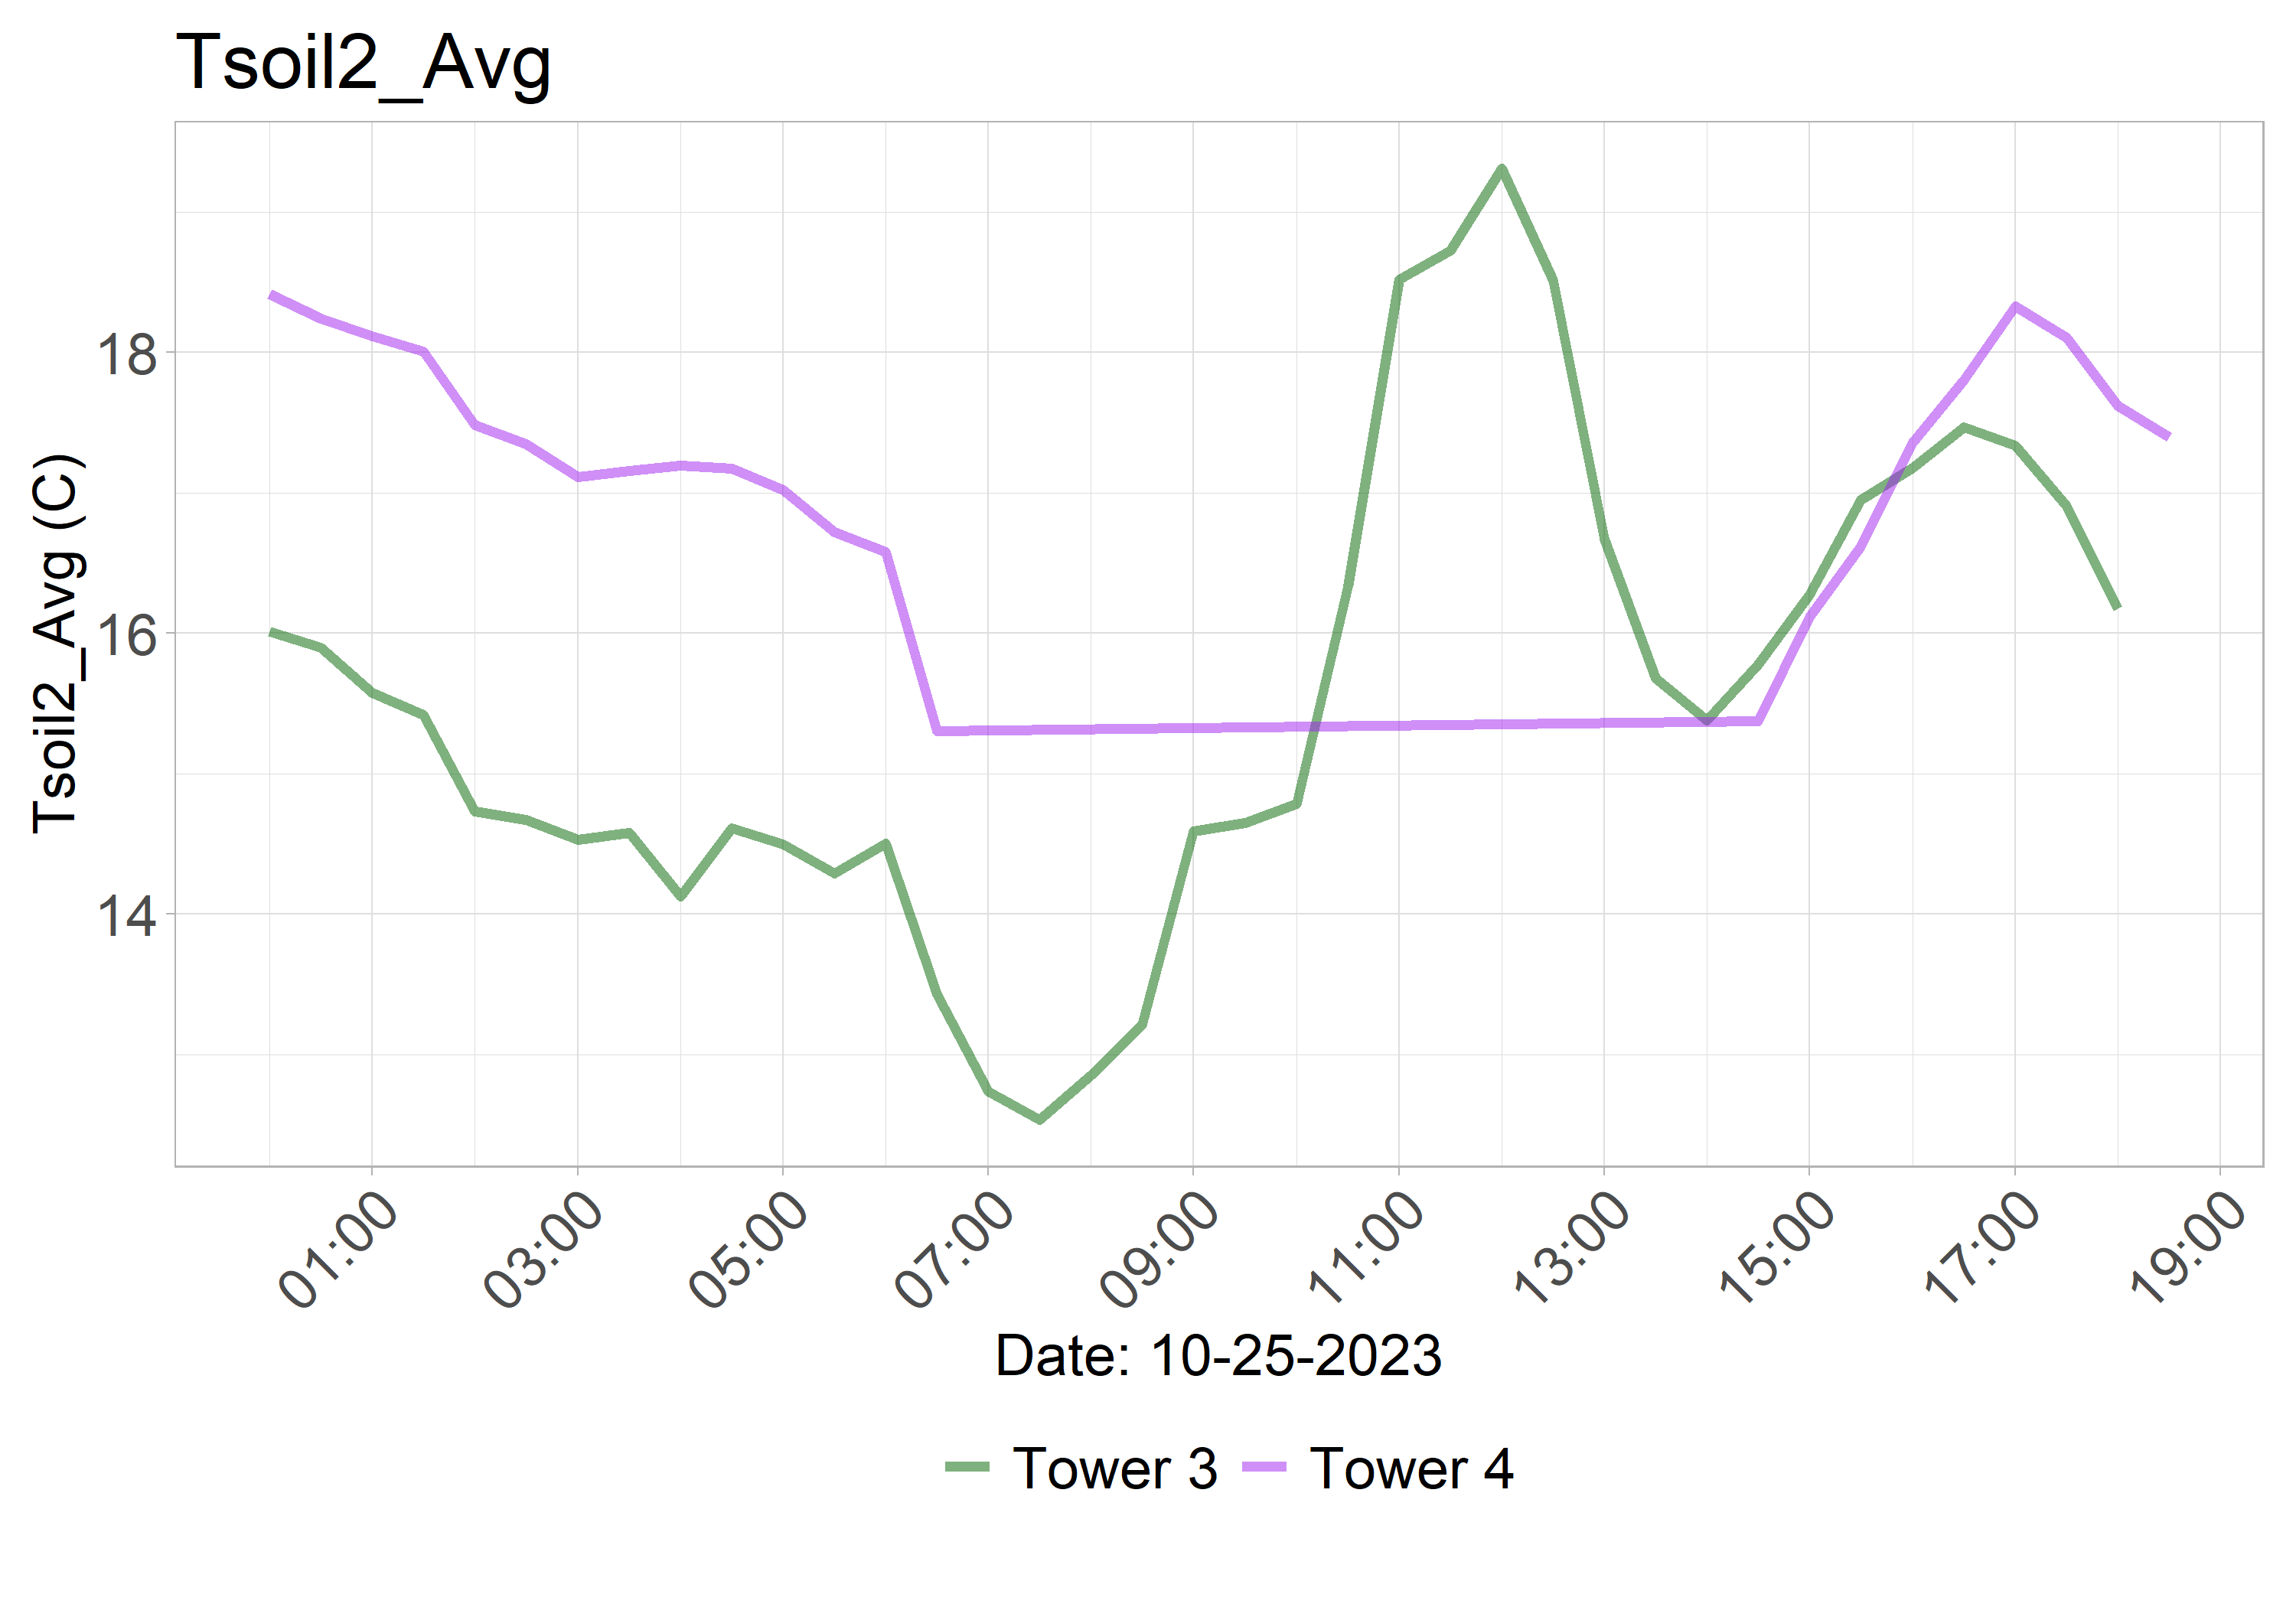 Tsoil2_Avg
Tsoil2_Avg (C)
18
16
14
01:00 03:00 05:00 07:00 09:00 11:00 13:00 15:00 17:00 19:00
Date: 10-25-2023
Tower 3 Tower 4